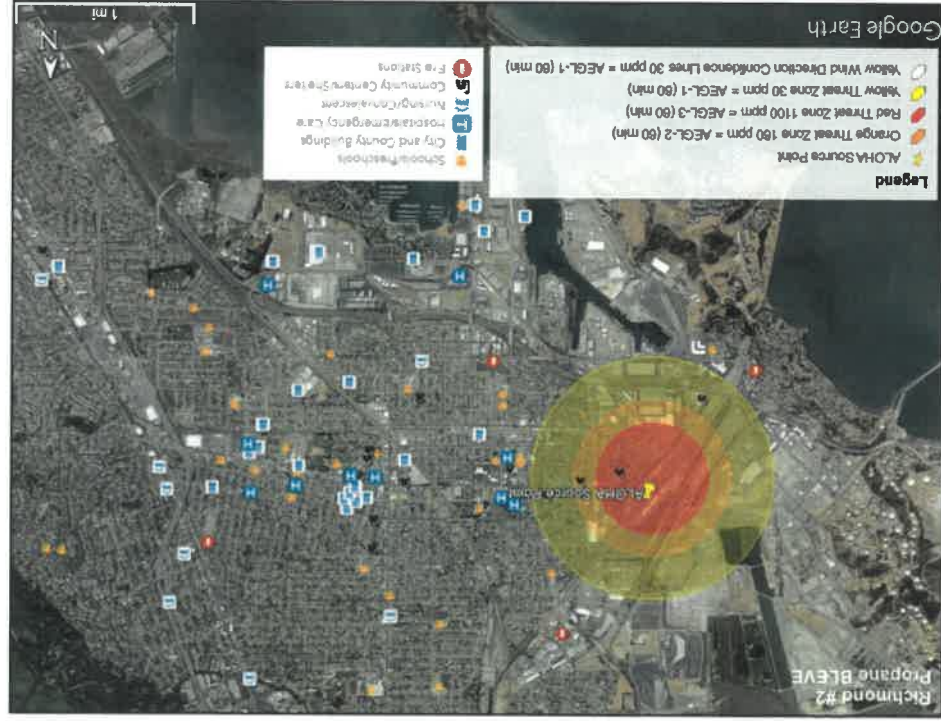 Richmond #2
Propane BLEVE
ALOHA Source Point
Legend
ALOHA Source Point
Orange Threat Zone 160 ppm = AEGL-2 (60 min)
Red Threat Zone 1100 ppm = AEGL-3 (60 min)
Yellow Threat Zone 30 ppm = AEGL-1 (60 min)
Yellow Wind Direction Confidence Lines 30 ppm = AEGL-1 (60 min)
Schools/Preschools
City and County Buildings
Hospitals/Emergency Care
Nursing/Convalescent
Community Centers/Shelters
Fire Stations
Google Earth
N
1 mi